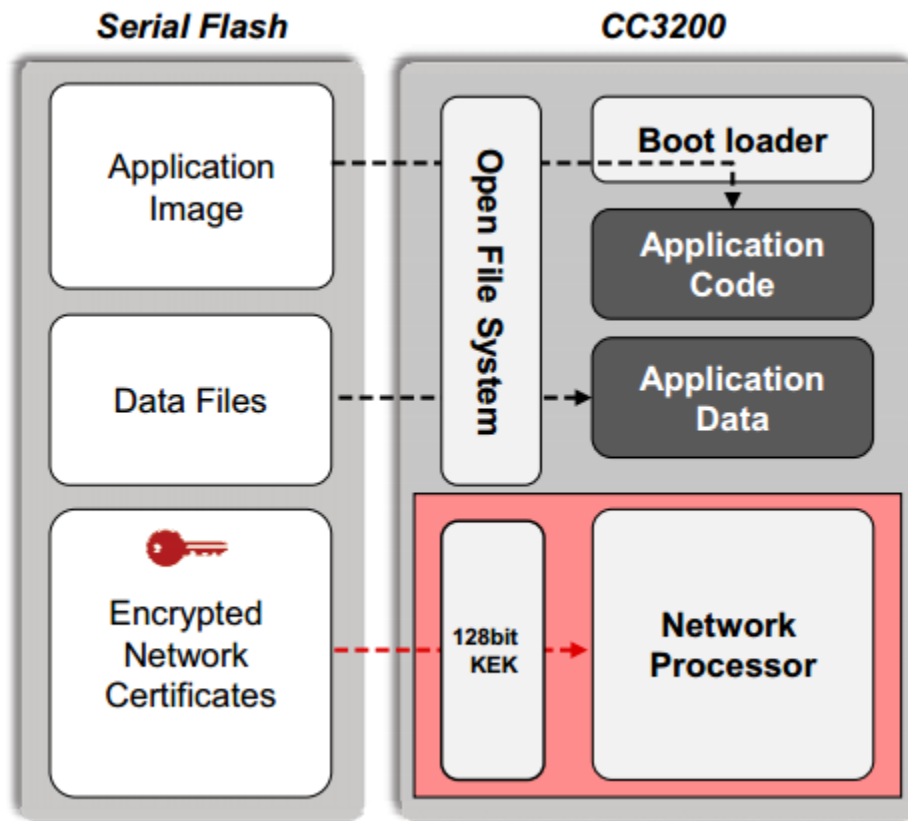 Serial Flash
CC3200
Application
Image
Data Files
Encrypted
Network
Certificates
Open File System
Boot loader
Application
Code
Application
Data
128bit
KEK
Network
Processor